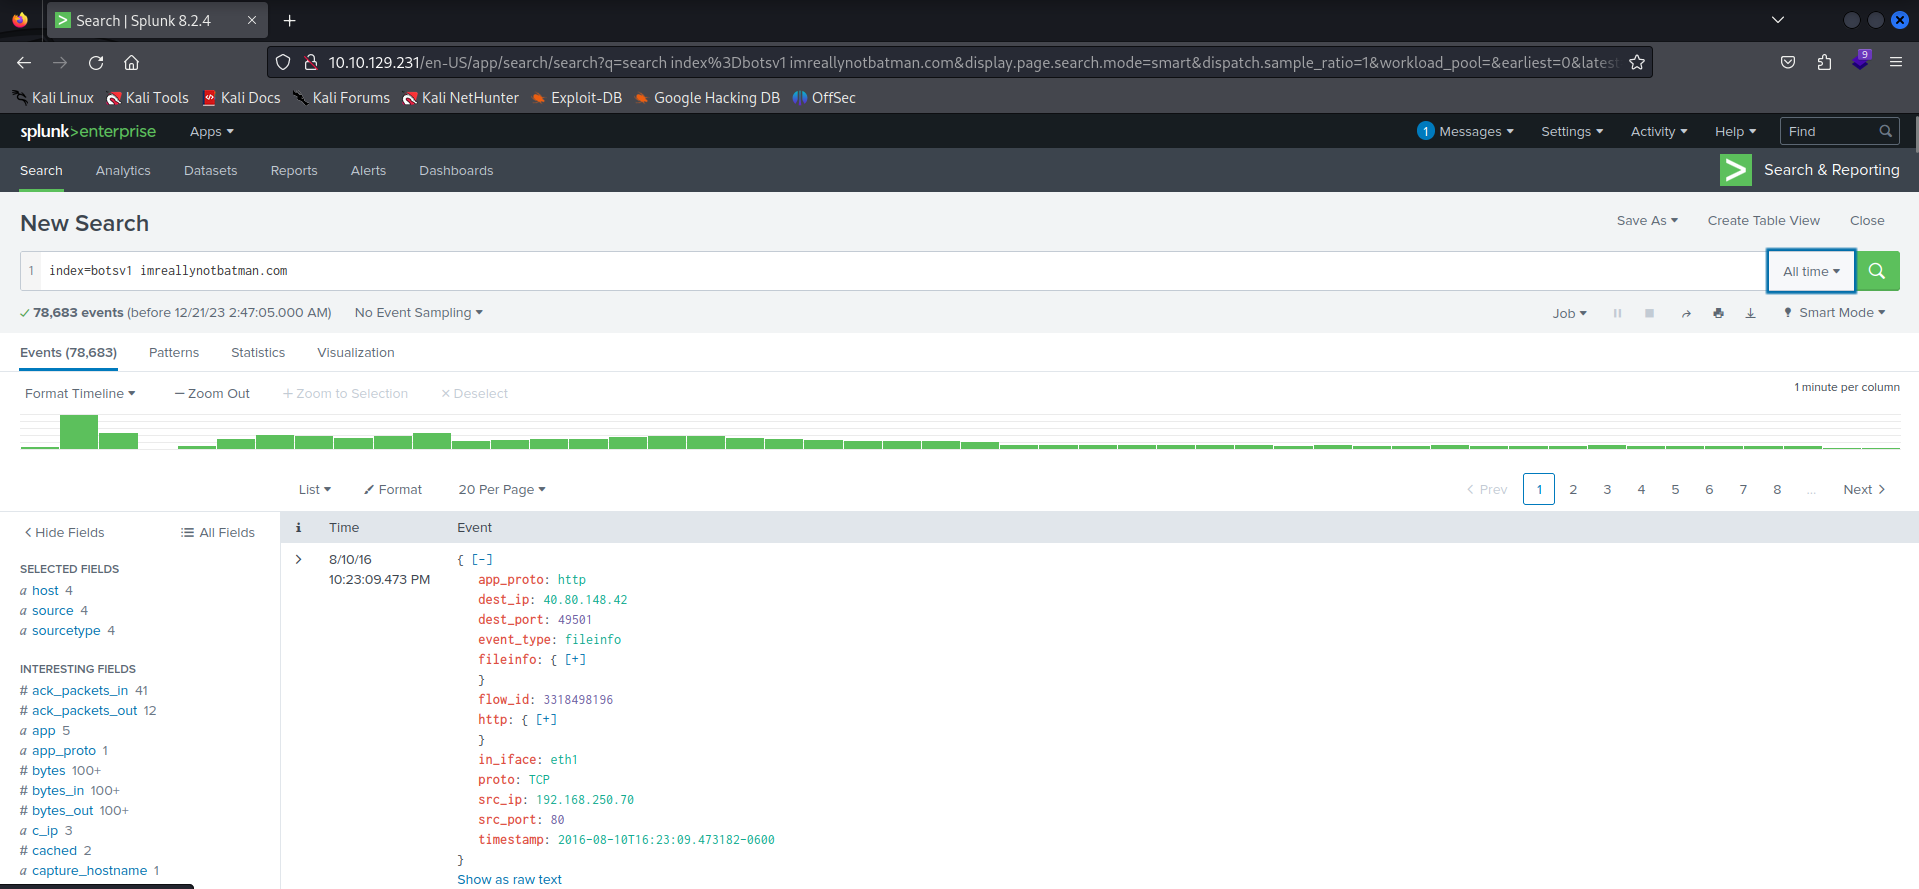 Search | Splunk 8.2.4
10.10.129.231/en-US/app/search/search?q=search index%3Dbotsv1 imreallynotbatman.com&display.page.search.mode=smart&dispatch.sample_ratio=1&workload_pool=&earliest=0&latest
9
Kali Linux Kali Tools Kali Docs Kali Forums Kali NetHunter Exploit-DB Google Hacking DB OffSec
splunk>enterprise Apps 1 Messages Settings Activity Help Find
Search Analytics Datasets Reports Alerts Dashboards Search & Reporting
New Search Save As Create Table View Close
1 index=botsv1 imreallynotbatman.com All time
78,683 events (before 12/21/23 2:47:05.000 AM) No Event Sampling Job Smart Mode
Events (78,683) Patterns Statistics Visualization
Format Timeline — Zoom Out + Zoom to Selection × Deselect 1 minute per column
List Format 20 Per Page < Prev 1 2 3 4 5 6 7 8 ... Next >
< Hide Fields All Fields
SELECTED FIELDS
a host 4
a source 4
a sourcetype 4
INTERESTING FIELDS
# ack_packets_in 41
# ack_packets_out 12
a app 5
a app_proto 1
# bytes 100+
# bytes_in 100+
# bytes_out 100+
a c_ip 3
# cached 2
a capture_hostname 1
i Time Event
> 8/10/16
10:23:09.473 PM
{ [-]
app_proto: http
dest_ip: 40.80.148.42
dest_port: 49501
event_type: fileinfo
fileinfo: { [+]
}
flow_id: 3318498196
http: { [+]
}
in_iface: eth1
proto: TCP
src_ip: 192.168.250.70
src_port: 80
timestamp: 2016-08-10T16:23:09.473182-0600
}
Show as raw text